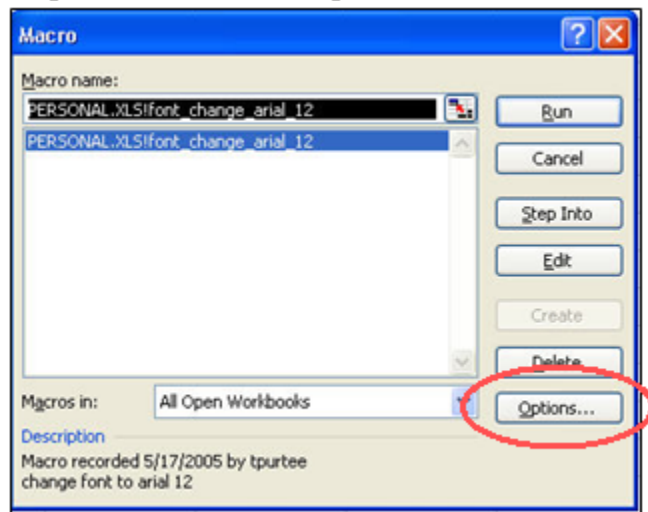 Macro
Macro name:
PERSONAL.XLS!font_change_arial_12
PERSONAL.XLS!font_change_arial_12
Run
Cancel
Step Into
Edit
Create
Delete
Macros in:
All Open Workbooks
Options...
Description
Macro recorded 5/17/2005 by tpurtee
change font to arial 12